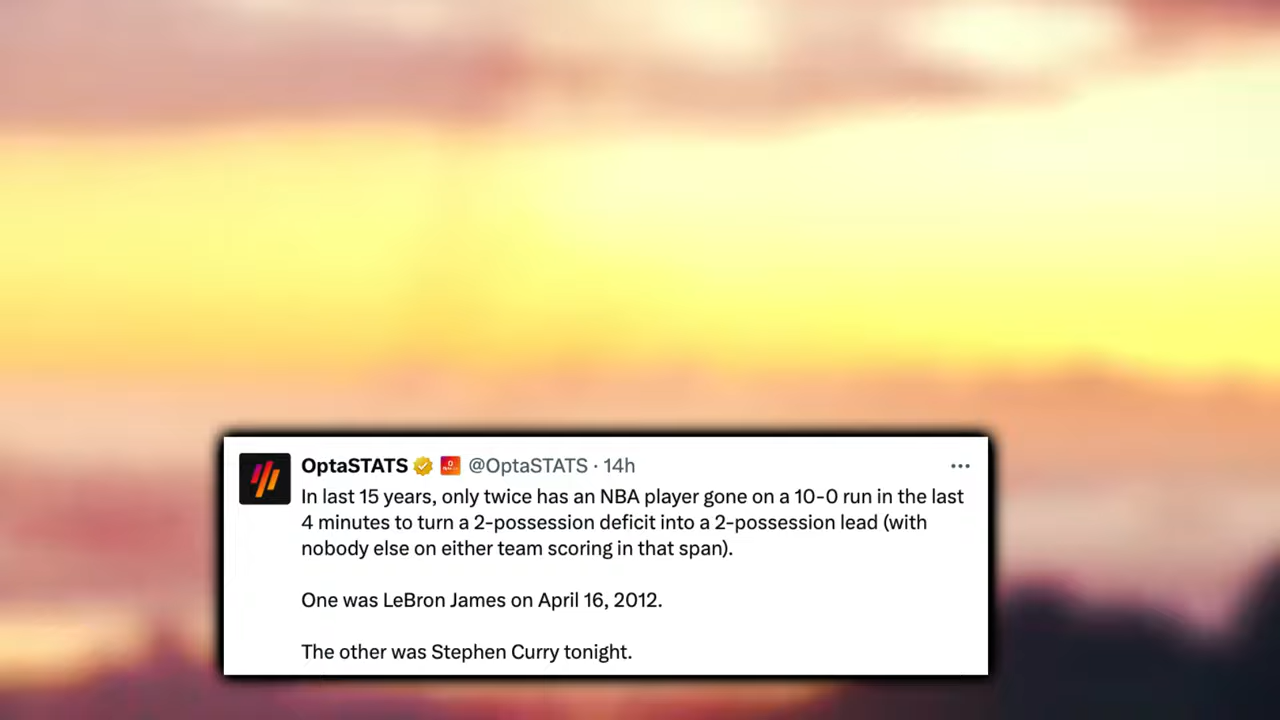 OptaSTATS @OptaSTATS · 14h
In last 15 years, only twice has an NBA player gone on a 10-0 run in the last
4 minutes to turn a 2-possession deficit into a 2-possession lead (with
nobody else on either team scoring in that span).
One was LeBron James on April 16, 2012.
The other was Stephen Curry tonight.